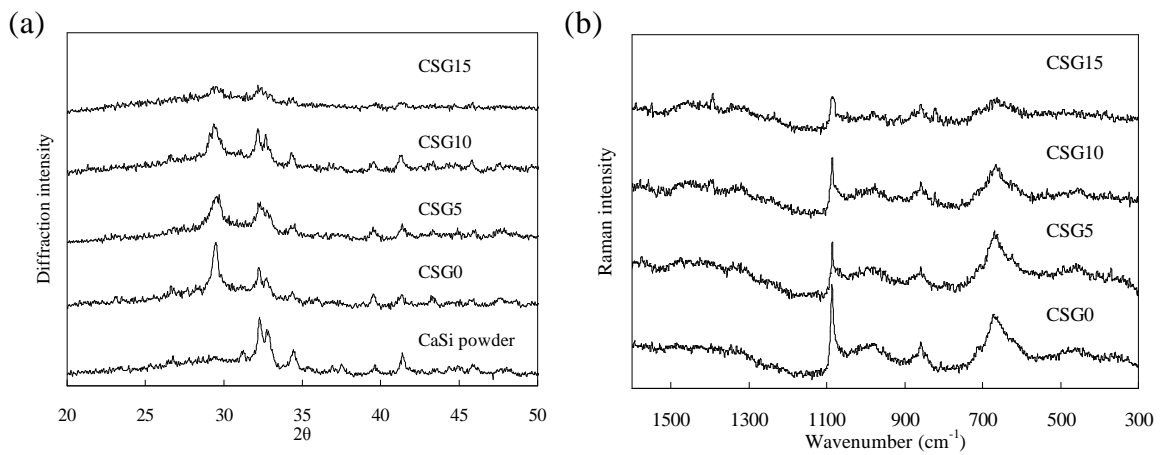 (a)
CSG15
CSG10
CSG5
CSG0
CaSi powder
Diffraction intensity
20 25 30 35 40 45 50
2θ
(b)
CSG15
CSG10
CSG5
CSG0
Raman intensity
1500 1300 1100 900 700 500 300
Wavenumber (cm⁻¹)